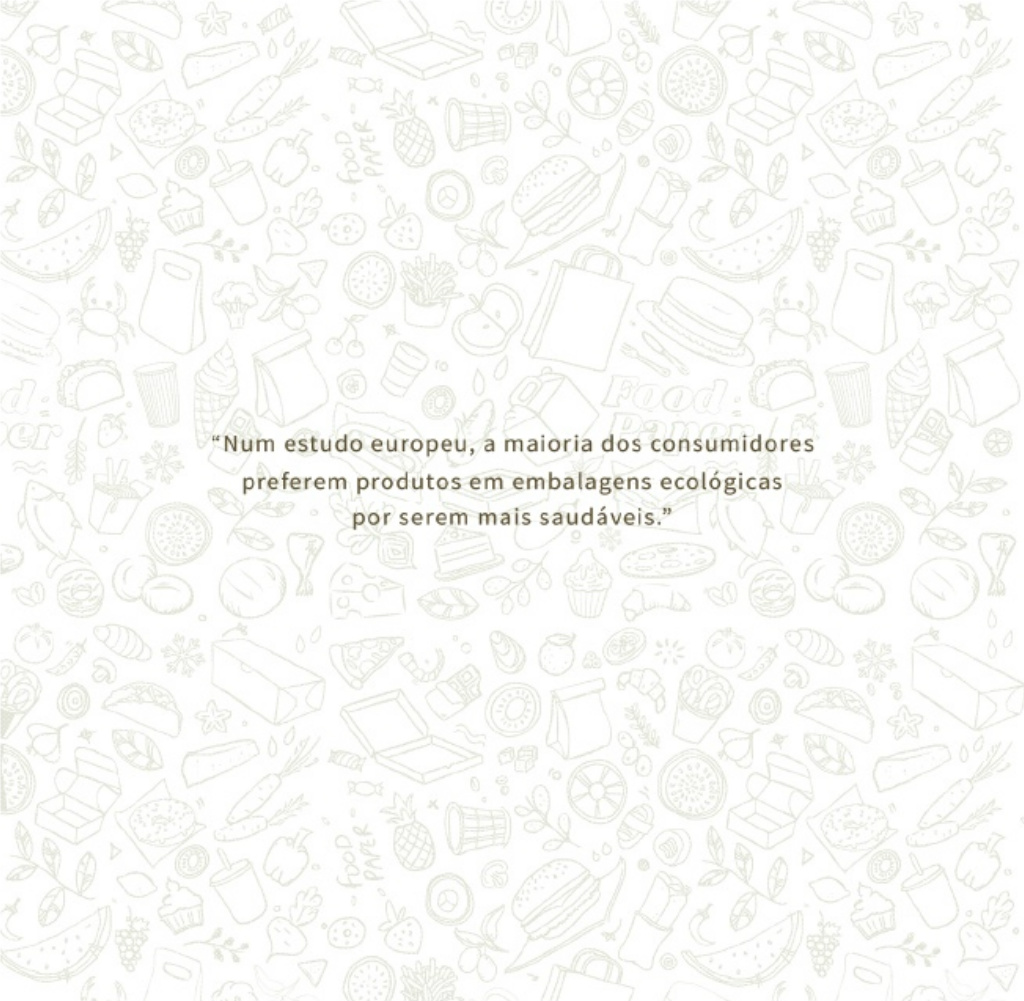 FOOD
PAPER
Food
Paper
d
er
“Num estudo europeu, a maioria dos consumidores
preferem produtos em embalagens ecológicas
por serem mais saudáveis.”
FOOD
PAPER